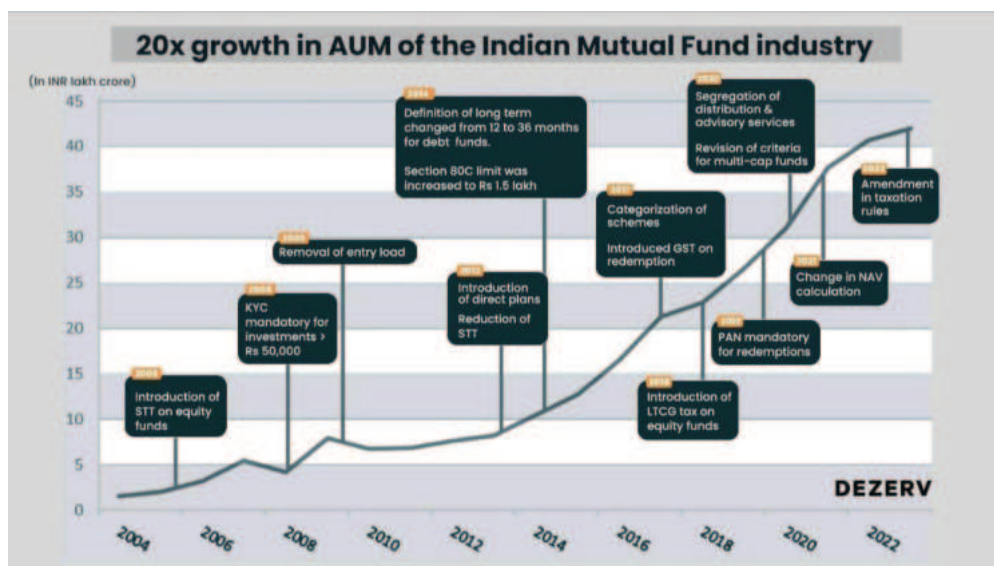 20x growth in AUM of the Indian Mutual Fund industry
(In INR lakh crore)
45
40
35
30
25
20
15
10
5
0
Introduction of
STT on equity
funds
KYC
mandatory for
investments >
Rs 50,000
Removal of entry load
2014
Definition of long term
changed from 12 to 36 months
for debt funds.
Section 80C limit was
increased to Rs 1.5 lakh
Introduction
of direct plans
Reduction of
STT
Categorization of
schemes
Introduced GST on
redemption
Introduction of
LTCG tax on
equity funds
PAN mandatory
for redemptions
Segregation of
distribution &
advisory services
Revision of criteria
for multi-cap funds
2021
Change in NAV
calculation
Amendment
in taxation
rules
DEZERV
2004
2006
2008
2010
2012
2014
2016
2018
2020
2022